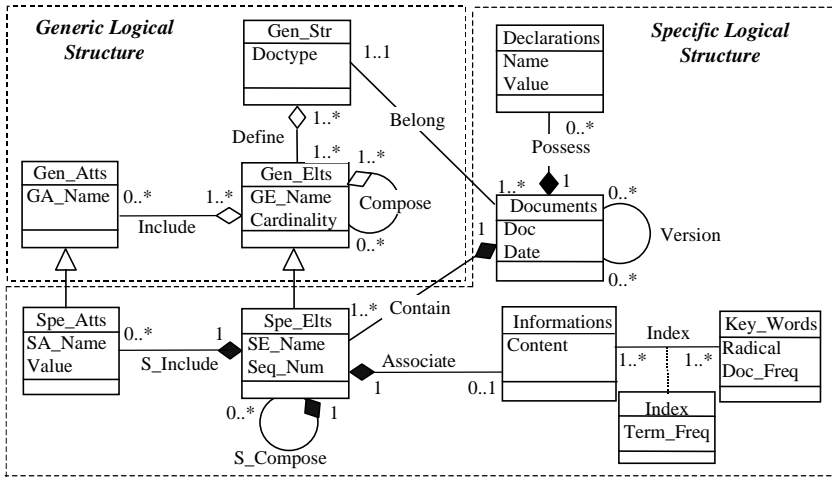 Generic Logical
Structure
Gen_Str
Doctype
1..1
Declarations
Name
Value
Specific Logical
Structure
1..*
Define
Belong
0..*
Possess
1..*
1..*
Gen_Atts
GA_Name
0..*
1..*
Include
Gen_Elts
GE_Name
Cardinality
Compose
0..*
1
1..*
0..*
Documents
Doc
Date
Version
0..*
1
Contain
1..*
Spe_Atts
SA_Name
Value
0..*
1
S_Include
Spe_Elts
SE_Name
Seq_Num
Associate
1
0..1
Informations
Content
Index
1..*
1..*
Key_Words
Radical
Doc_Freq
Index
Term_Freq
0..*
1
S_Compose